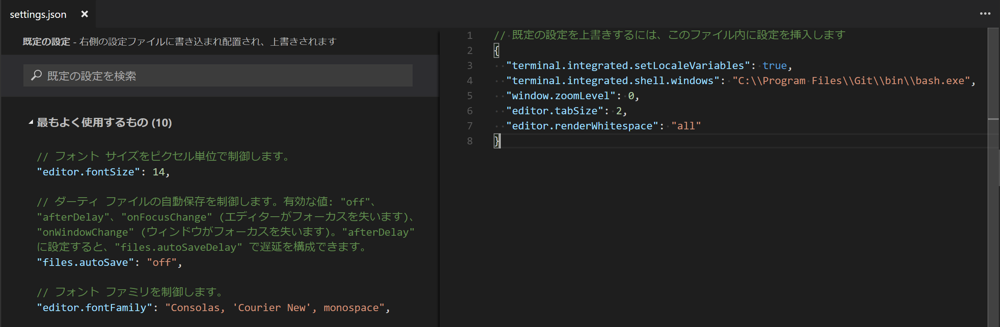 settings.json
既定の設定 - 右側の設定ファイルに書き込まれ配置され、上書きされます
既定の設定を検索
最もよく使用するもの (10)
// フォント サイズをピクセル単位で制御します。
"editor.fontSize": 14,
// ダーティ ファイルの自動保存を制御します。有効な値: "off"、
"afterDelay"、"onFocusChange" (エディターがフォーカスを失います)、
"onWindowChange" (ウィンドウがフォーカスを失います)。"afterDelay"
に設定すると、"files.autoSaveDelay" で遅延を構成できます。
"files.autoSave": "off",
// フォント ファミリを制御します。
"editor.fontFamily": "Consolas, 'Courier New', monospace",
1 // 既定の設定を上書きするには、このファイル内に設定を挿入します
2 {
3 "terminal.integrated.setLocaleVariables": true,
4 "terminal.integrated.shell.windows": "C:\\Program Files\\Git\\bin\\bash.exe",
5 "window.zoomLevel": 0,
6 "editor.tabSize": 2,
7 "editor.renderWhitespace": "all"
8 }